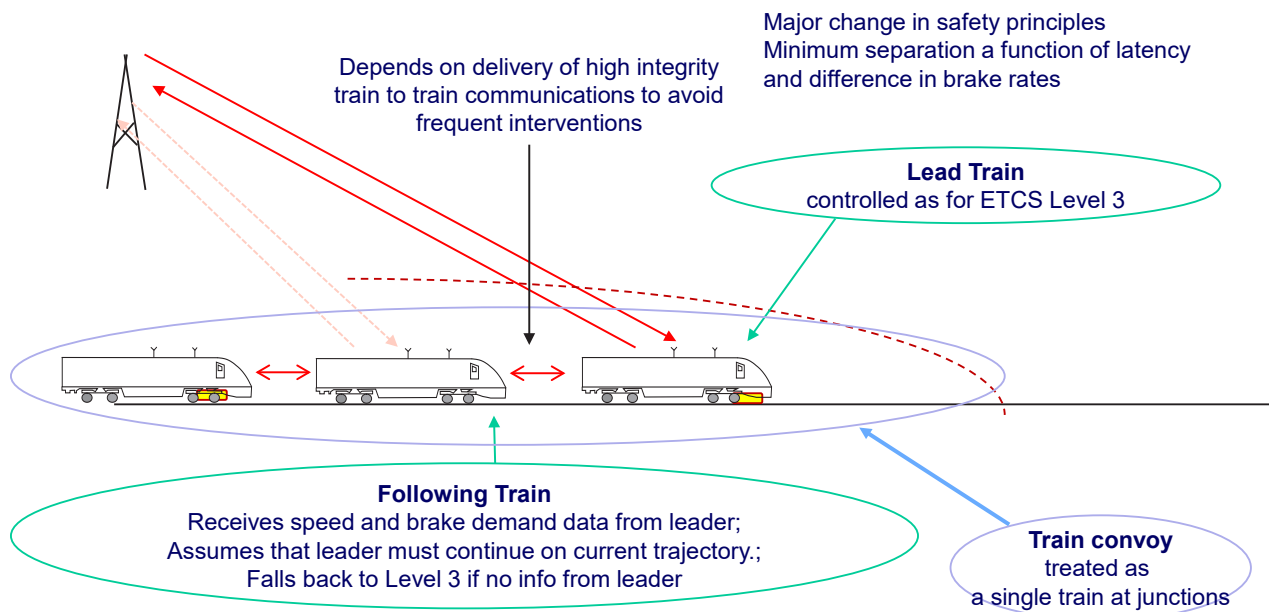 Major change in safety principles
Minimum separation a function of latency
and difference in brake rates
Depends on delivery of high integrity
train to train communications to avoid
frequent interventions
Lead Train
controlled as for ETCS Level 3
Following Train
Receives speed and brake demand data from leader;
Assumes that leader must continue on current trajectory.;
Falls back to Level 3 if no info from leader
Train convoy
treated as
a single train at junctions